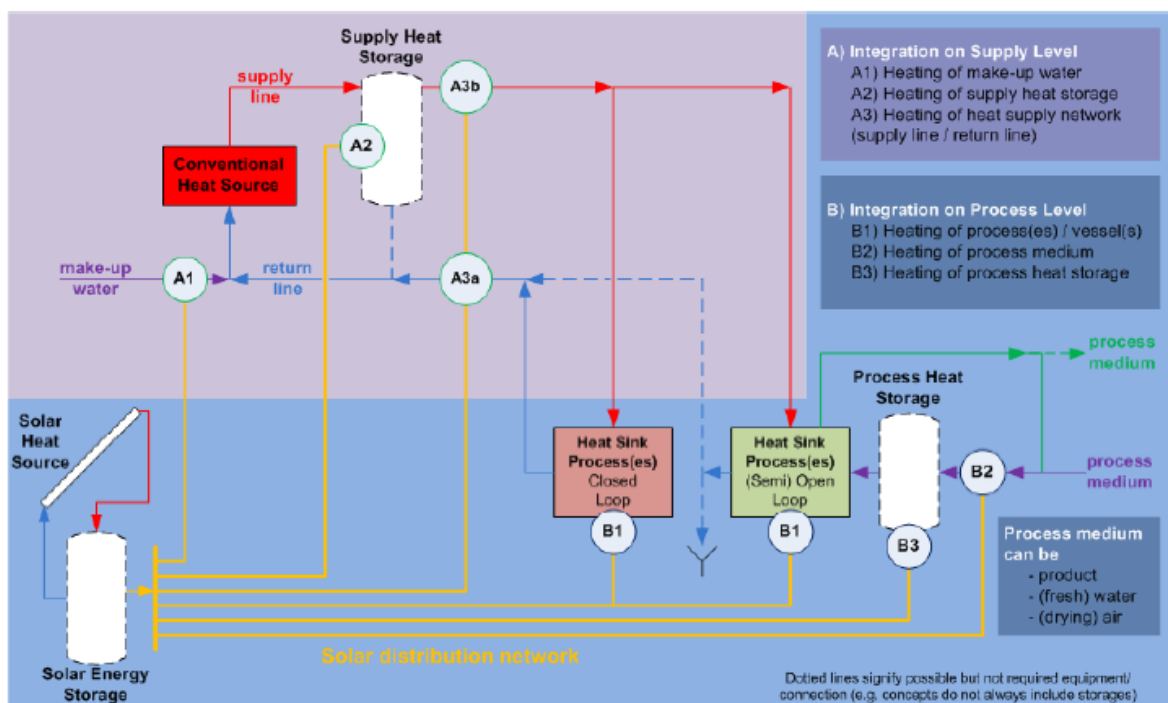 Supply Heat
Storage
supply
line
A3b
A2
Conventional
Heat Source
make-up
water
A1
return
line
A3a
A) Integration on Supply Level
A1) Heating of make-up water
A2) Heating of supply heat storage
A3) Heating of heat supply network
(supply line / return line)
B) Integration on Process Level
B1) Heating of process(es) / vessel(s)
B2) Heating of process medium
B3) Heating of process heat storage
process
medium
Process Heat
Storage
Solar
Heat
Source
Heat Sink
Process(es)
Closed
Loop
B1
Heat Sink
Process(es)
(Semi) Open
Loop
B1
B2
B3
process
medium
Process medium
can be
- product
- (fresh) water
- (drying) air
Solar distribution network
Solar Energy
Storage
Dotted lines signify possible but not required equipment/
connection (e.g. concepts do not always include storages)